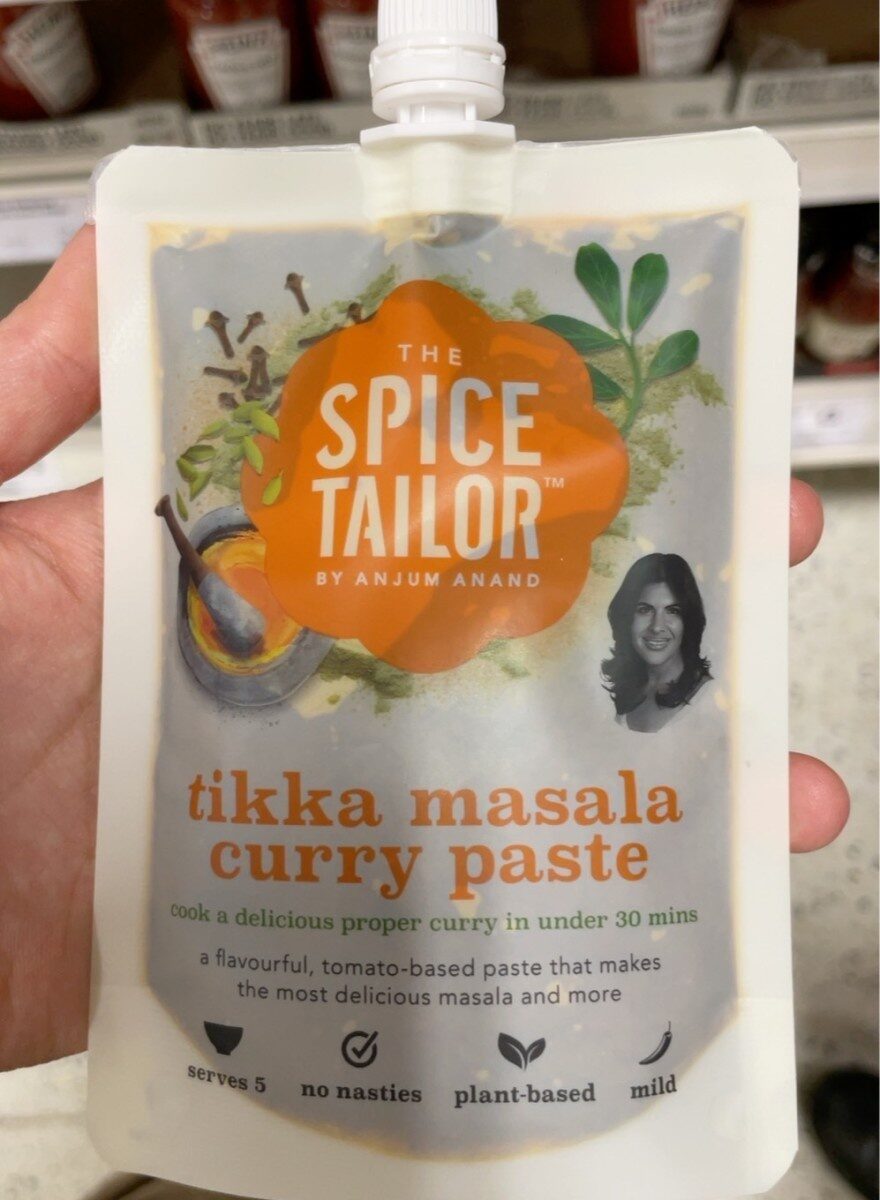 THE
SPICE
TAILOR™
BY ANJUM ANAND
tikka masala
curry paste
cook a delicious proper curry in under 30 mins
a flavourful, tomato-based paste that makes
the most delicious masala and more
serves 5 no nasties plant-based mild